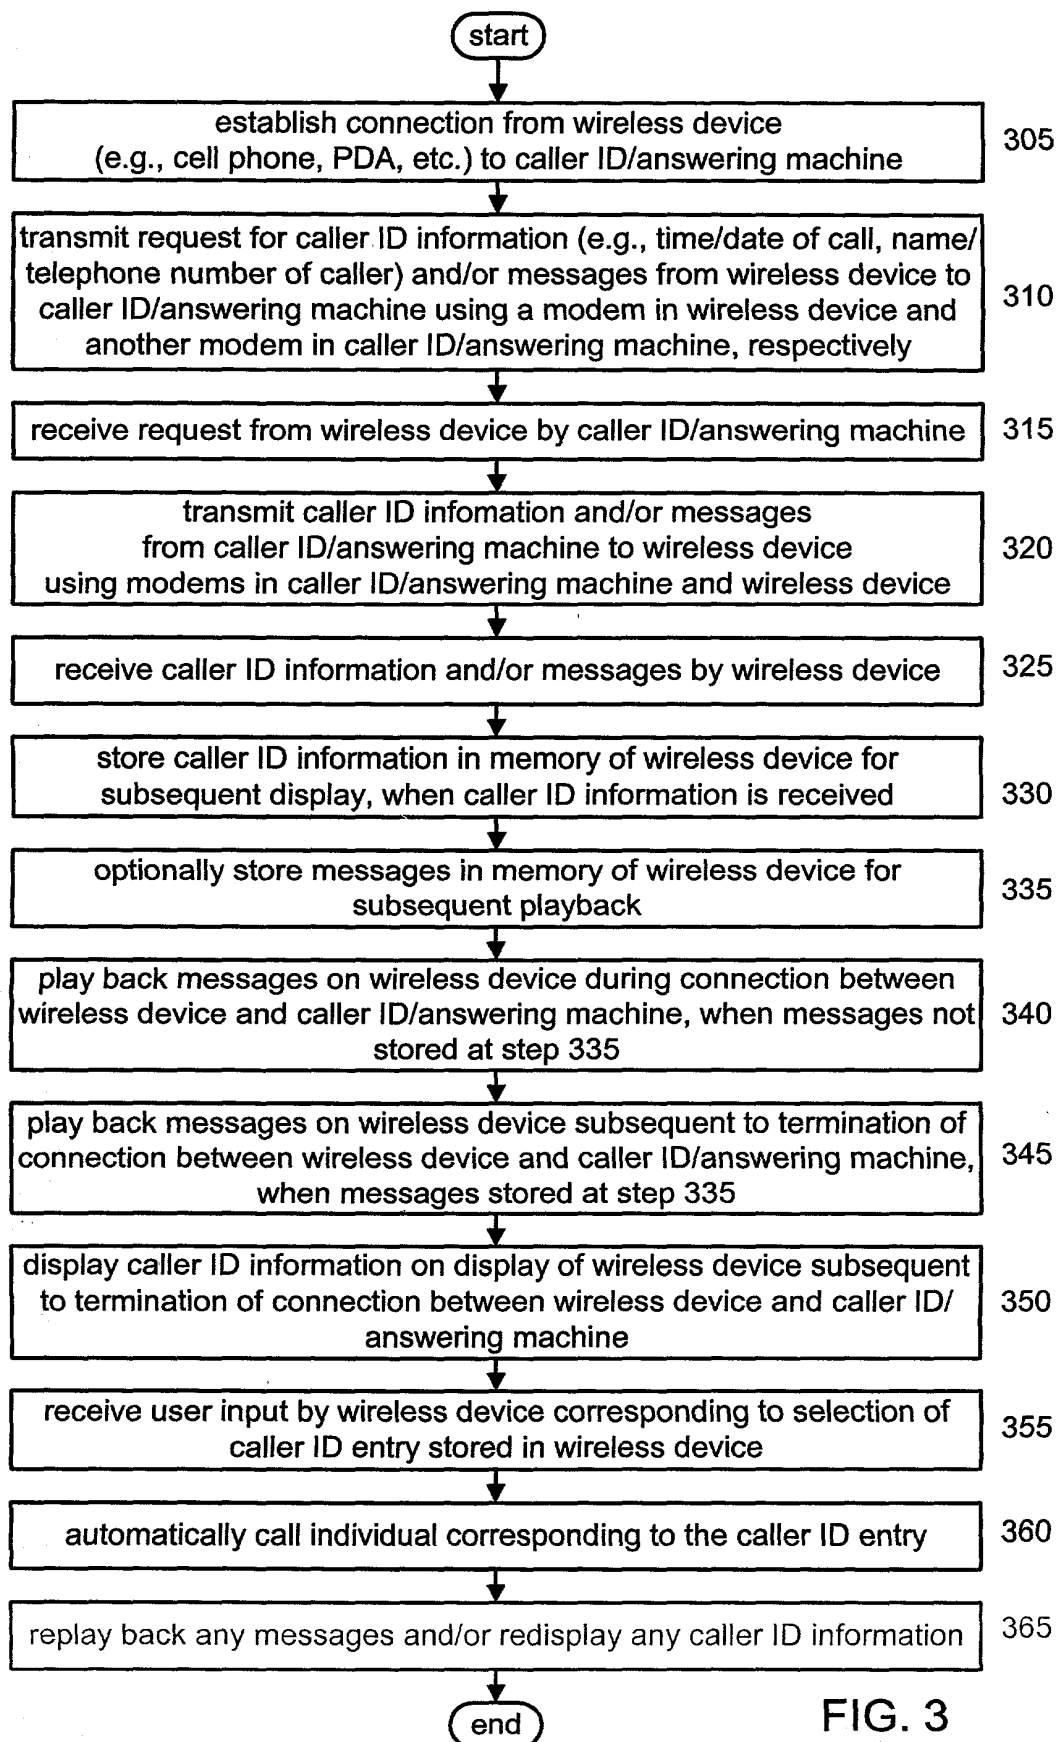 start
establish connection from wireless device
(e.g., cell phone, PDA, etc.) to caller ID/answering machine
305
transmit request for caller ID information (e.g., time/date of call, name/
telephone number of caller) and/or messages from wireless device to
caller ID/answering machine using a modem in wireless device and
another modem in caller ID/answering machine, respectively
310
receive request from wireless device by caller ID/answering machine
315
transmit caller ID infomation and/or messages
from caller ID/answering machine to wireless device
using modems in caller ID/answering machine and wireless device
320
receive caller ID information and/or messages by wireless device
325
store caller ID information in memory of wireless device for
subsequent display, when caller ID information is received
330
optionally store messages in memory of wireless device for
subsequent playback
335
play back messages on wireless device during connection between
wireless device and caller ID/answering machine, when messages not
stored at step 335
340
play back messages on wireless device subsequent to termination of
connection between wireless device and caller ID/answering machine,
when messages stored at step 335
345
display caller ID information on display of wireless device subsequent
to termination of connection between wireless device and caller ID/
answering machine
350
receive user input by wireless device corresponding to selection of
caller ID entry stored in wireless device
355
automatically call individual corresponding to the caller ID entry
360
replay back any messages and/or redisplay any caller ID information
365
end
FIG. 3